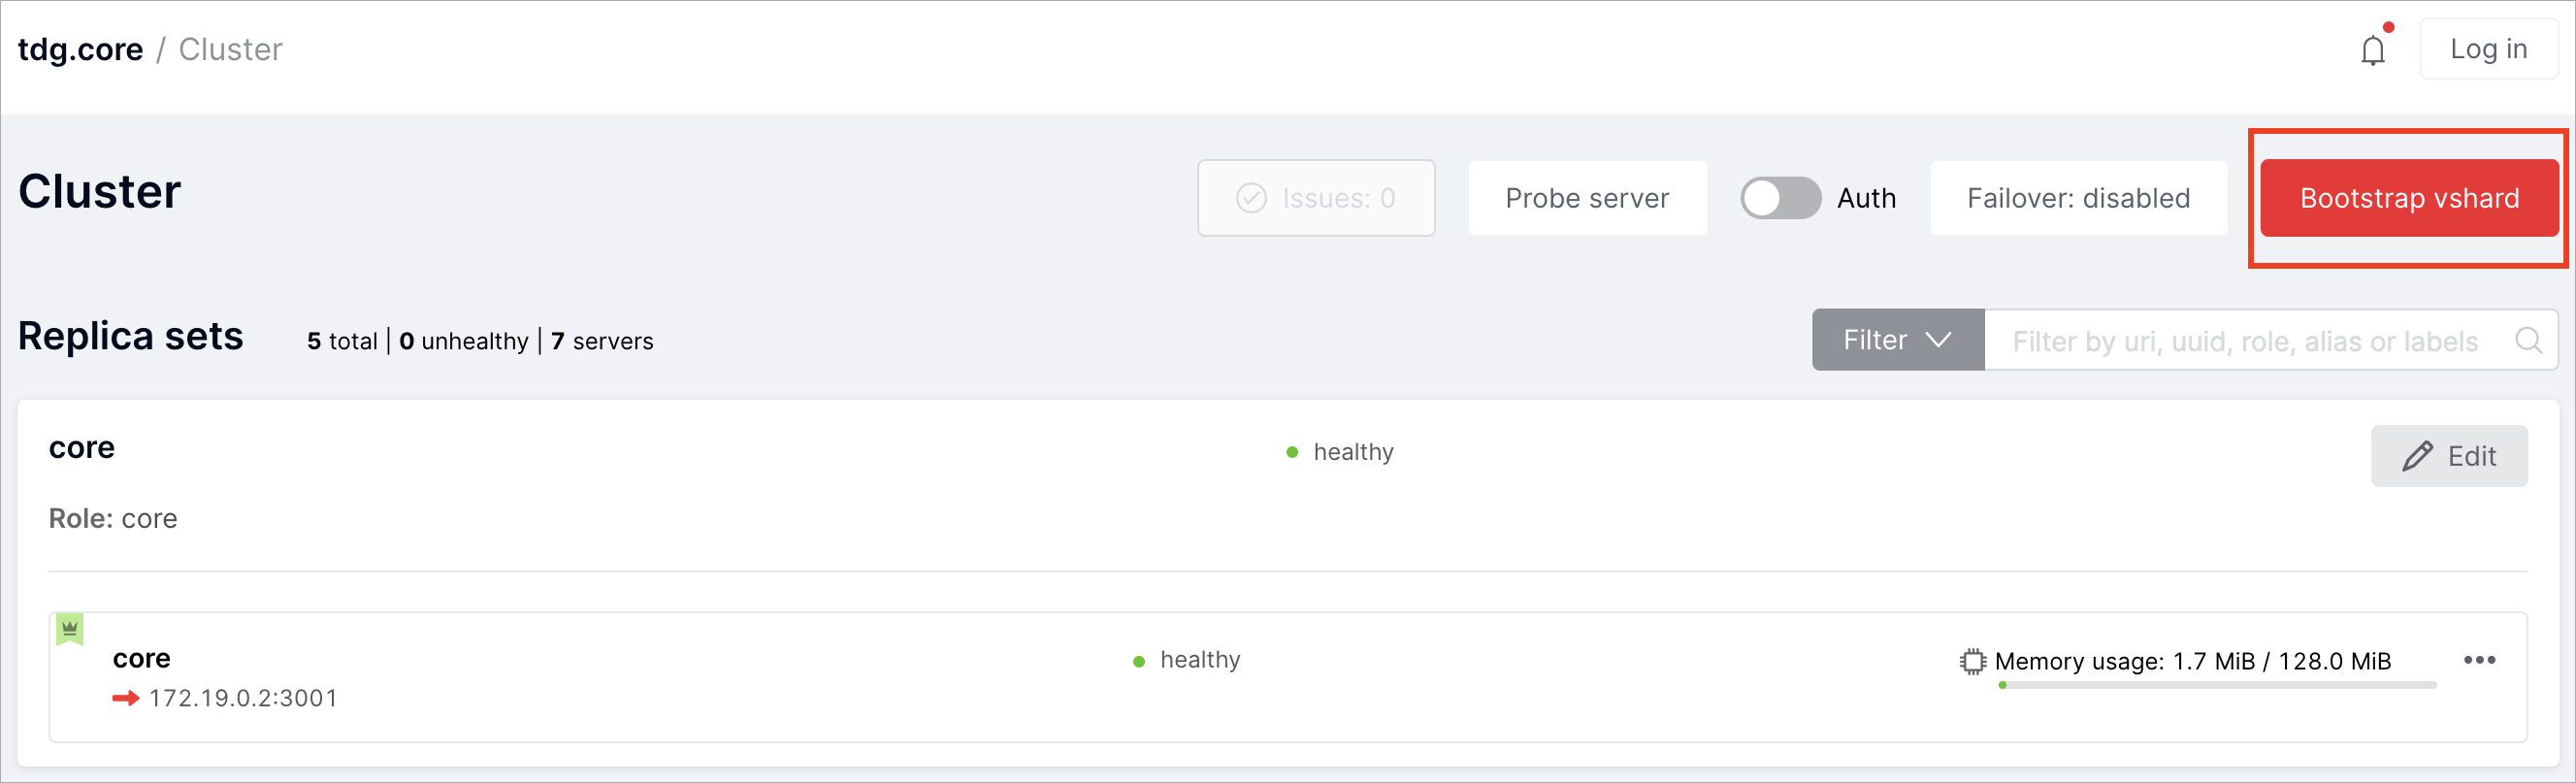 tdg.core / Cluster
Log in
Cluster
Issues: 0
Probe server
Auth
Failover: disabled
Bootstrap vshard
Replica sets
5 total | 0 unhealthy | 7 servers
Filter
Filter by uri, uuid, role, alias or labels
core
healthy
Edit
Role: core
core
healthy
Memory usage: 1.7 MiB / 128.0 MiB
172.19.0.2:3001